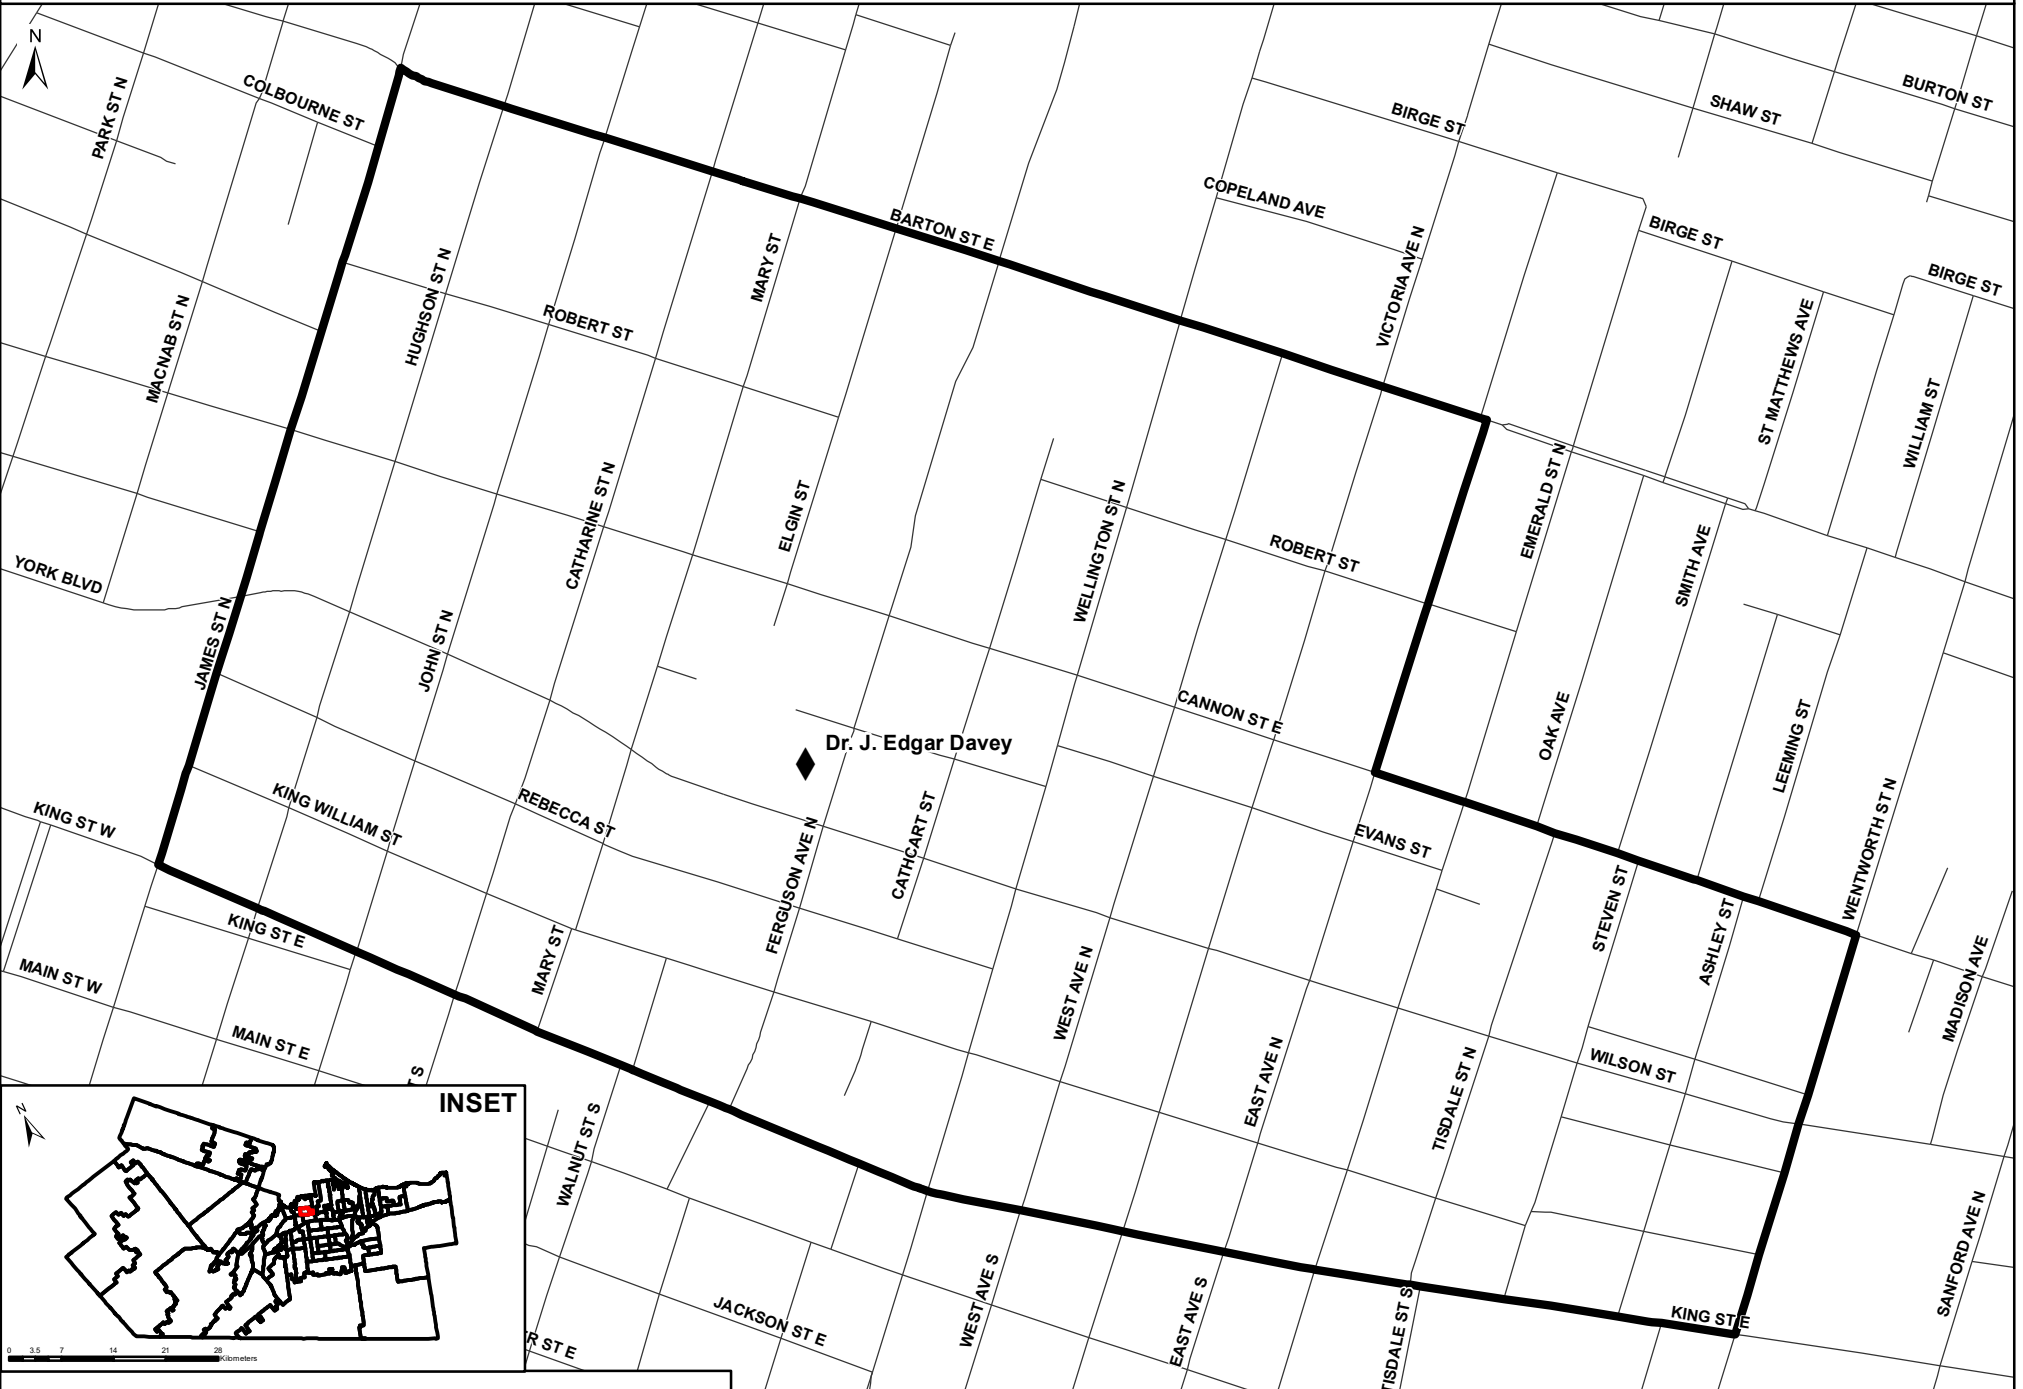 N
PARK ST N
COLBOURNE ST
BURTON ST
SHAW ST
BIRGE ST
COPELAND AVE
BARTON ST E
BIRGE ST
BIRGE ST
VICTORIA AVE N
MARY ST
HUGHSON ST N
MACNAB ST N
ROBERT ST
ST MATTHEWS AVE
WILLIAM ST
EMERALD ST N
CATHARINE ST N
ELGIN ST
WELLINGTON ST N
ROBERT ST
SMITH AVE
YORK BLVD
JAMES ST N
JOHN ST N
CANNON ST E
OAK AVE
LEEMING ST
Dr. J. Edgar Davey
KING ST W
KING WILLIAM ST
REBECCA ST
FERGUSON AVE N
CATHCART ST
EVANS ST
WENTWORTH ST N
STEVEN ST
ASHLEY ST
KING ST E
MARY ST
MAIN ST W
MAIN ST E
WEST AVE N
MADISON AVE
EAST AVE N
TISDALE ST N
WILSON ST
T S
WALNUT ST S
INSET
N
SANFORD AVE N
WEST AVE S
EAST AVE S
TISDALE ST S
KING ST E
JACKSON ST E
R ST E
0 3.5 7 14 21 28
Kilometers